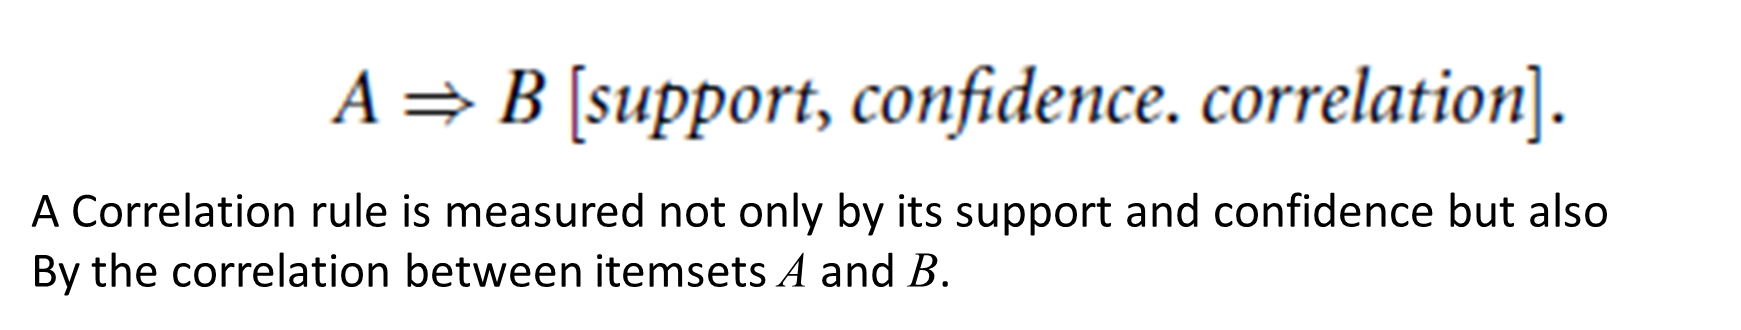 A ⇒ B [support, confidence. correlation].
A Correlation rule is measured not only by its support and confidence but also
By the correlation between itemsets A and B.